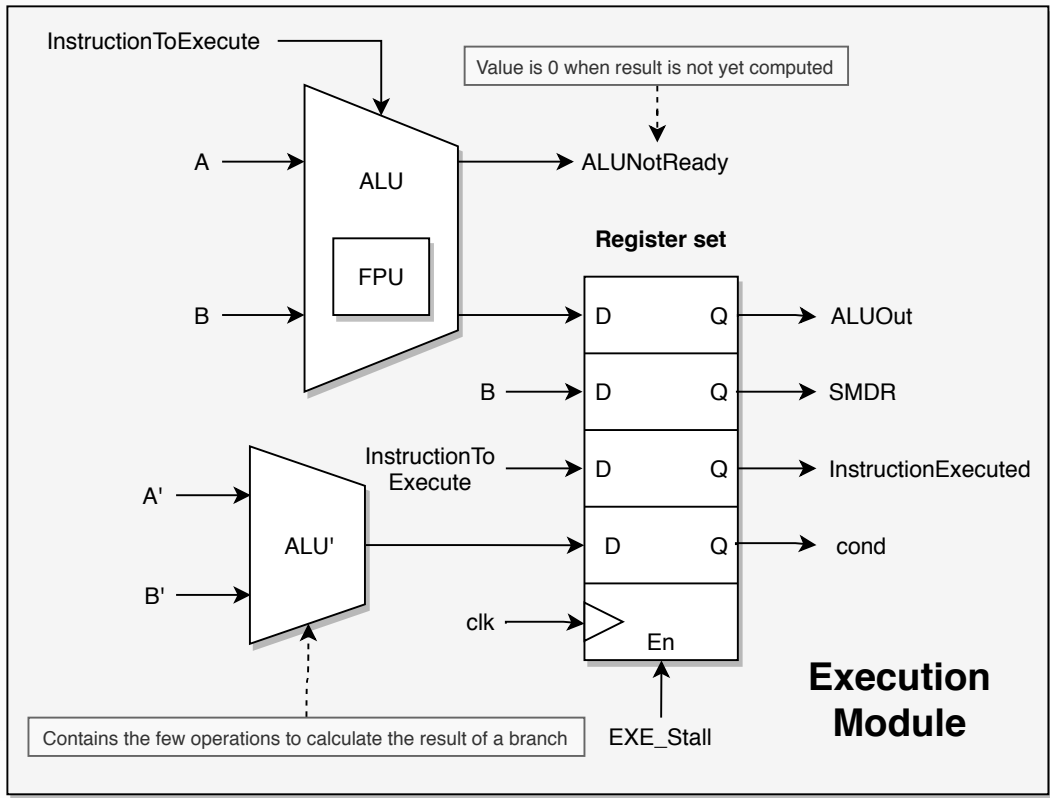 InstructionToExecute
Value is 0 when result is not yet computed
A
ALU
ALUNotReady
Register set
FPU
B
D
Q
ALUOut
B
D
Q
SMDR
InstructionTo
Execute
D
Q
InstructionExecuted
A'
ALU'
B'
D
Q
cond
clk
En
Execution
Module
Contains the few operations to calculate the result of a branch
EXE_Stall